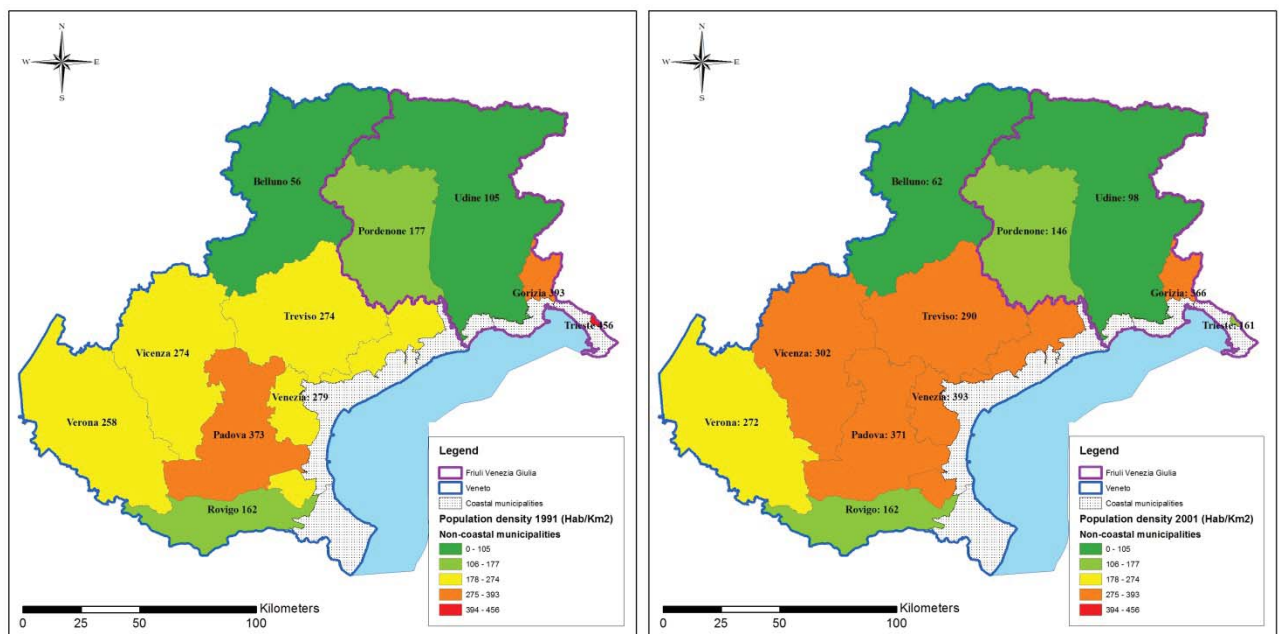 N
W E
S
Belluno 56
Udine 105
Pordenone 177
Gorizia 393
Treviso 274
Trieste 456
Vicenza 274
Venezia: 279
Verona 258
Padova 373
Rovigo 162
Legend
Friuli Venezia Giulia
Veneto
Coastal municipalities
Population density 1991 (Hab/Km2)
Non-coastal municipalities
0 - 105
106 - 177
178 - 274
275 - 393
394 - 456
Kilometers
0 25 50 100
N
W E
S
Belluno: 62
Udine: 98
Pordenone: 146
Gorizia: 366
Treviso: 290
Trieste: 161
Vicenza: 302
Venezia: 393
Verona: 272
Padova: 371
Rovigo: 162
Legend
Friuli Venezia Giulia
Veneto
Coastal municipalities
Population density 2001 (Hab/Km2)
Non-coastal municipalities
0 - 105
106 - 177
178 - 274
275 - 393
394 - 456
Kilometers
0 25 50 100